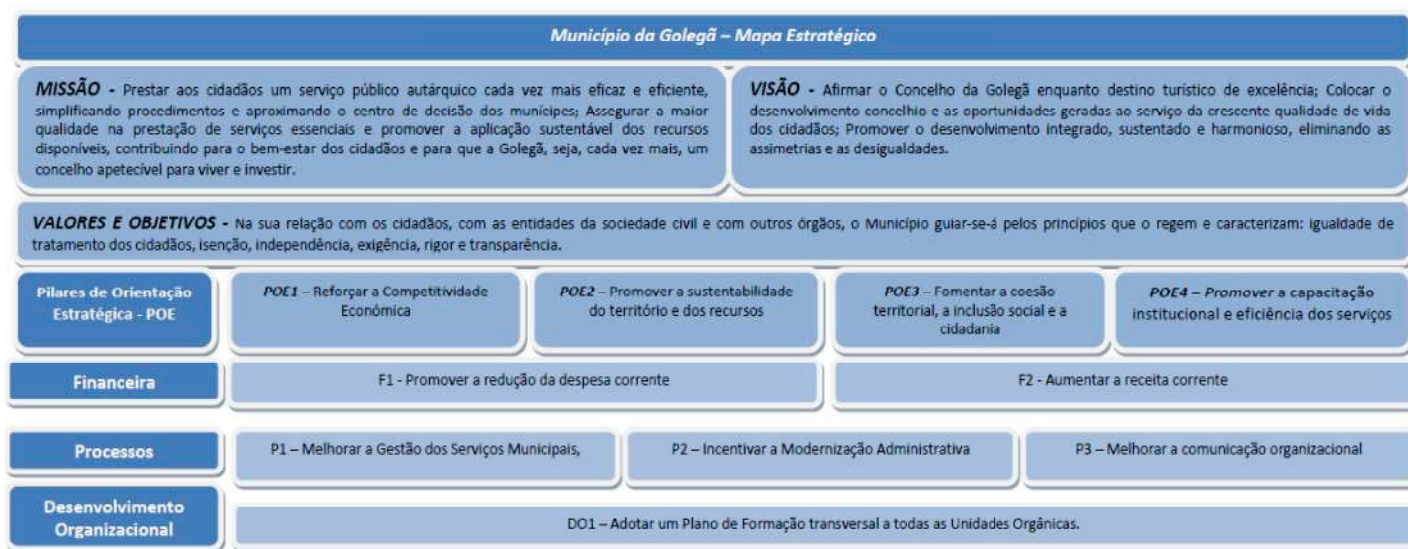 Município da Golegã – Mapa Estratégico
MISSÃO - Prestar aos cidadãos um serviço público autárquico cada vez mais eficaz e eficiente,
simplificando procedimentos e aproximando o centro de decisão dos munícipes; Assegurar a maior
qualidade na prestação de serviços essenciais e promover a aplicação sustentável dos recursos
disponíveis, contribuindo para o bem-estar dos cidadãos e para que a Golegã, seja, cada vez mais, um
concelho apetecível para viver e investir.
VISÃO - Afirmar o Concelho da Golegã enquanto destino turístico de excelência; Colocar o
desenvolvimento concelhio e as oportunidades geradas ao serviço da crescente qualidade de vida
dos cidadãos; Promover o desenvolvimento integrado, sustentado e harmonioso, eliminando as
assimetrias e as desigualdades.
VALORES E OBJETIVOS - Na sua relação com os cidadãos, com as entidades da sociedade civil e com outros órgãos, o Município guiar-se-á pelos princípios que o regem e caracterizam: igualdade de
tratamento dos cidadãos, isenção, independência, exigência, rigor e transparência.
Pilares de Orientação
Estratégica - POE
POE1 – Reforçar a Competitividade
Económica
POE2 – Promover a sustentabilidade
do território e dos recursos
POE3 – Fomentar a coesão
territorial, a inclusão social e a
cidadania
POE4 – Promover a capacitação
institucional e eficiência dos serviços
Financeira
F1 - Promover a redução da despesa corrente
F2 - Aumentar a receita corrente
Processos
P1 – Melhorar a Gestão dos Serviços Municipais,
P2 – Incentivar a Modernização Administrativa
P3 – Melhorar a comunicação organizacional
Desenvolvimento
Organizacional
DO1 – Adotar um Plano de Formação transversal a todas as Unidades Orgânicas.